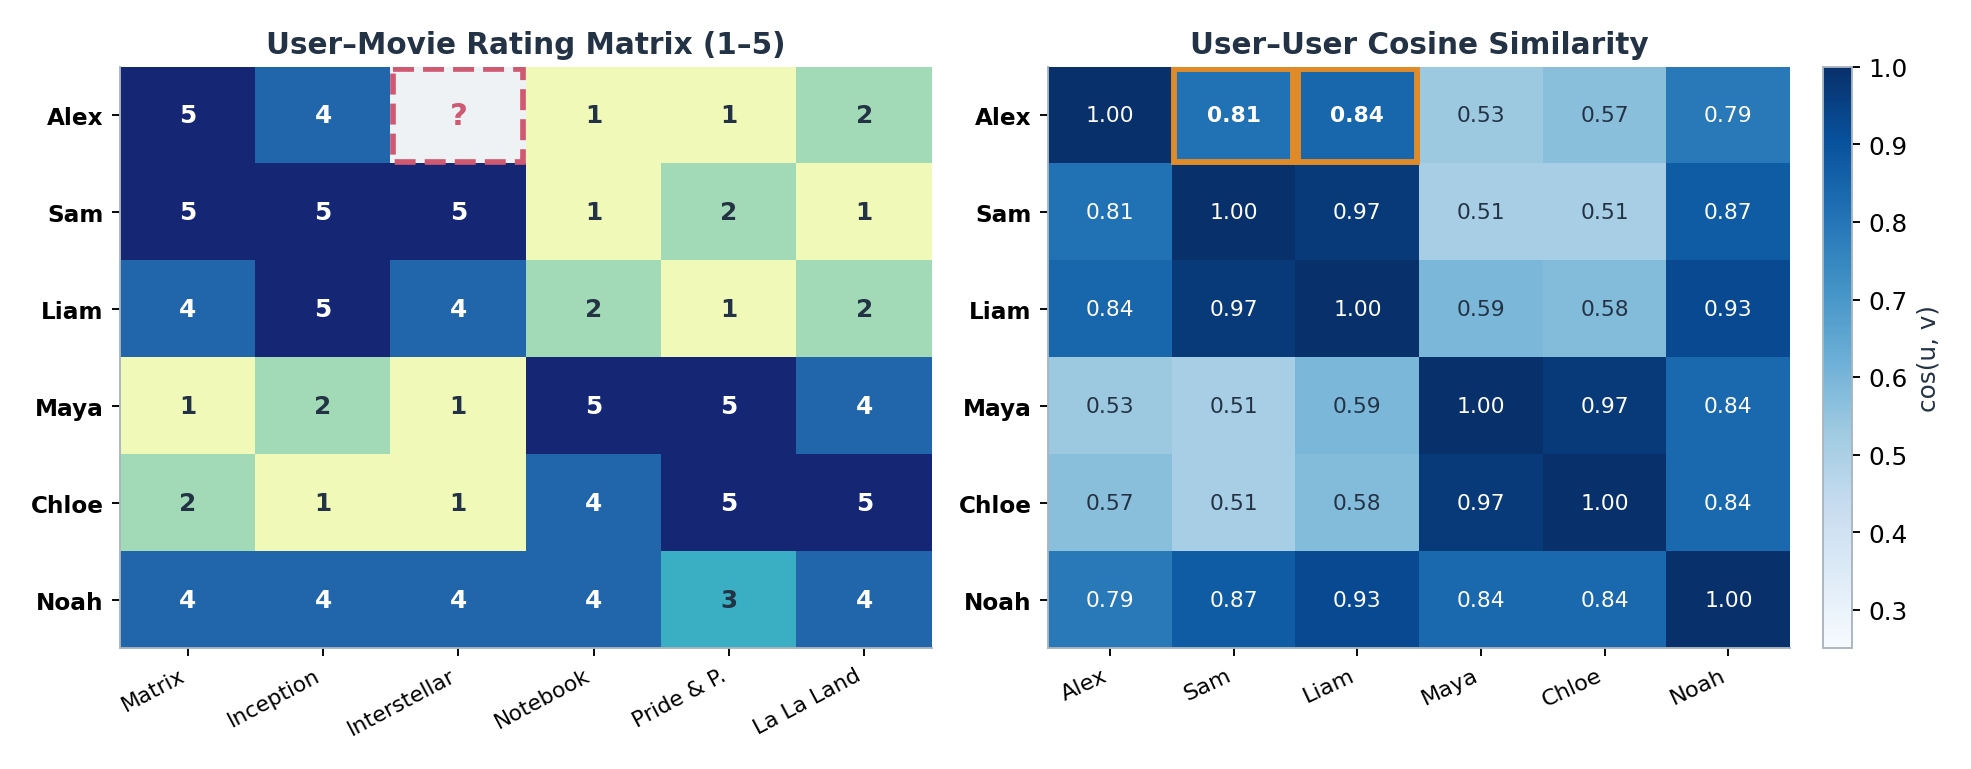 User–Movie Rating Matrix (1–5)
Alex 5 4 ? 1 1 2
Sam 5 5 5 1 2 1
Liam 4 5 4 2 1 2
Maya 1 2 1 5 5 4
Chloe 2 1 1 4 5 5
Noah 4 4 4 4 3 4
Matrix Inception Interstellar Notebook Pride & P. La La Land
User–User Cosine Similarity
Alex 1.00 0.81 0.84 0.53 0.57 0.79
Sam 0.81 1.00 0.97 0.51 0.51 0.87
Liam 0.84 0.97 1.00 0.59 0.58 0.93
Maya 0.53 0.51 0.59 1.00 0.97 0.84
Chloe 0.57 0.51 0.58 0.97 1.00 0.84
Noah 0.79 0.87 0.93 0.84 0.84 1.00
Alex Sam Liam Maya Chloe Noah
1.0
0.9
0.8
0.7
0.6
0.5
0.4
0.3
cos(u, v)